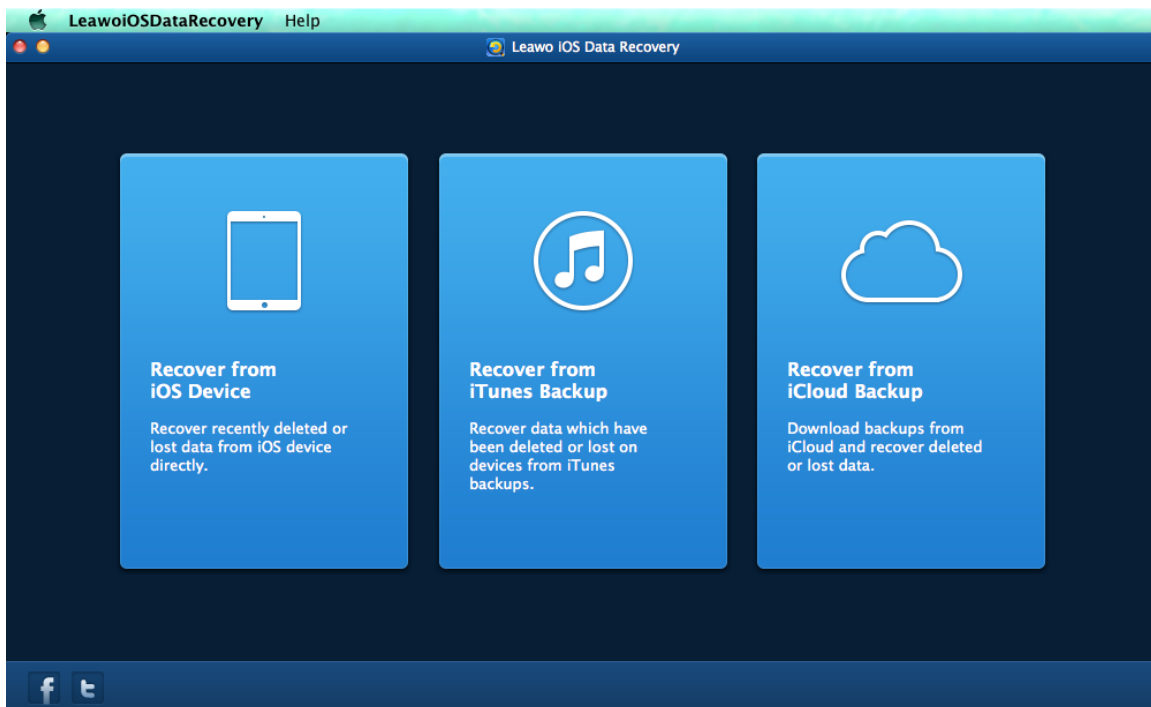 LeawoiOSDataRecovery Help
Leawo iOS Data Recovery
Recover from
iOS Device
Recover recently deleted or
lost data from iOS device
directly.
Recover from
iTunes Backup
Recover data which have
been deleted or lost on
devices from iTunes
backups.
Recover from
iCloud Backup
Download backups from
iCloud and recover deleted
or lost data.